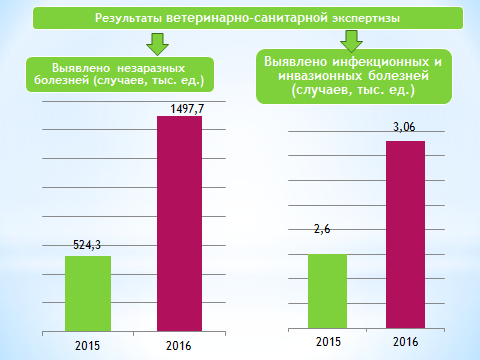 Результаты ветеринарно-санитарной экспертизы
Выявлено незаразных
болезней (случаев, тыс. ед.)
1497,7
524,3
2015
2016
Выявлено инфекционных и
инвазионных болезней
(случаев, тыс. ед.)
3,06
2,6
2015
2016